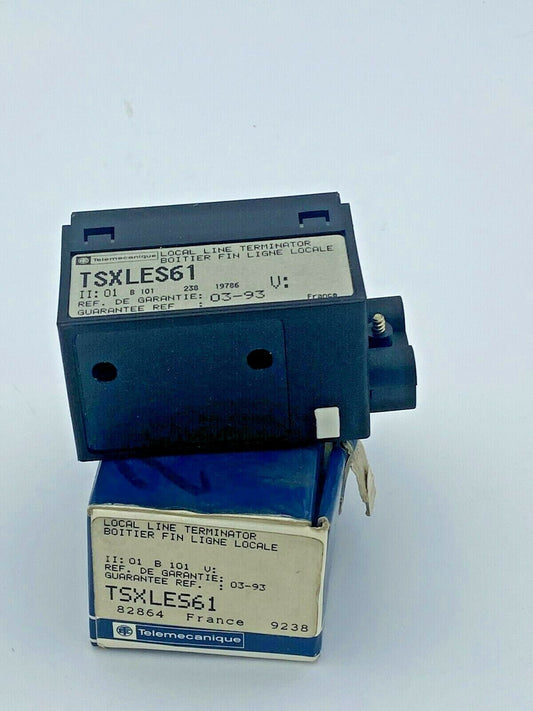 Telemecanique LOCAL LINE TERMINATOR
BOITIER FIN LIGNE LOCALE
TSXLES61
II: 01 B 101 238 19786 V:
REF. DE GARANTIE: 03-93
GUARANTEE REF : France
LOCAL LINE TERMINATOR
BOITIER FIN LIGNE LOCALE
II: 01 B 101 V:
REF. DE GARANTIE:
GUARANTEE REF. : 03-93
TSXLES61
82864 France 9238
Telemecanique